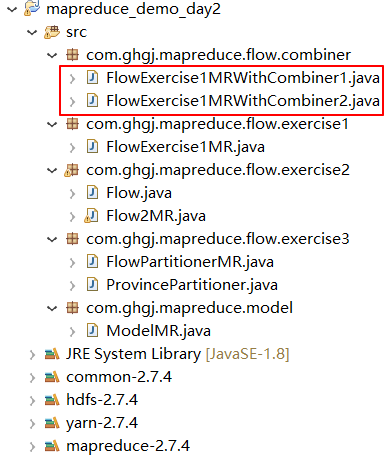 mapreduce_demo_day2
src
com.ghgj.mapreduce.flow.combiner
FlowExercise1MRWithCombiner1.java
FlowExercise1MRWithCombiner2.java
com.ghgj.mapreduce.flow.exercise1
FlowExercise1MR.java
com.ghgj.mapreduce.flow.exercise2
Flow.java
Flow2MR.java
com.ghgj.mapreduce.flow.exercise3
FlowPartitionerMR.java
ProvincePartitioner.java
com.ghgj.mapreduce.model
ModelMR.java
JRE System Library [JavaSE-1.8]
common-2.7.4
hdfs-2.7.4
yarn-2.7.4
mapreduce-2.7.4